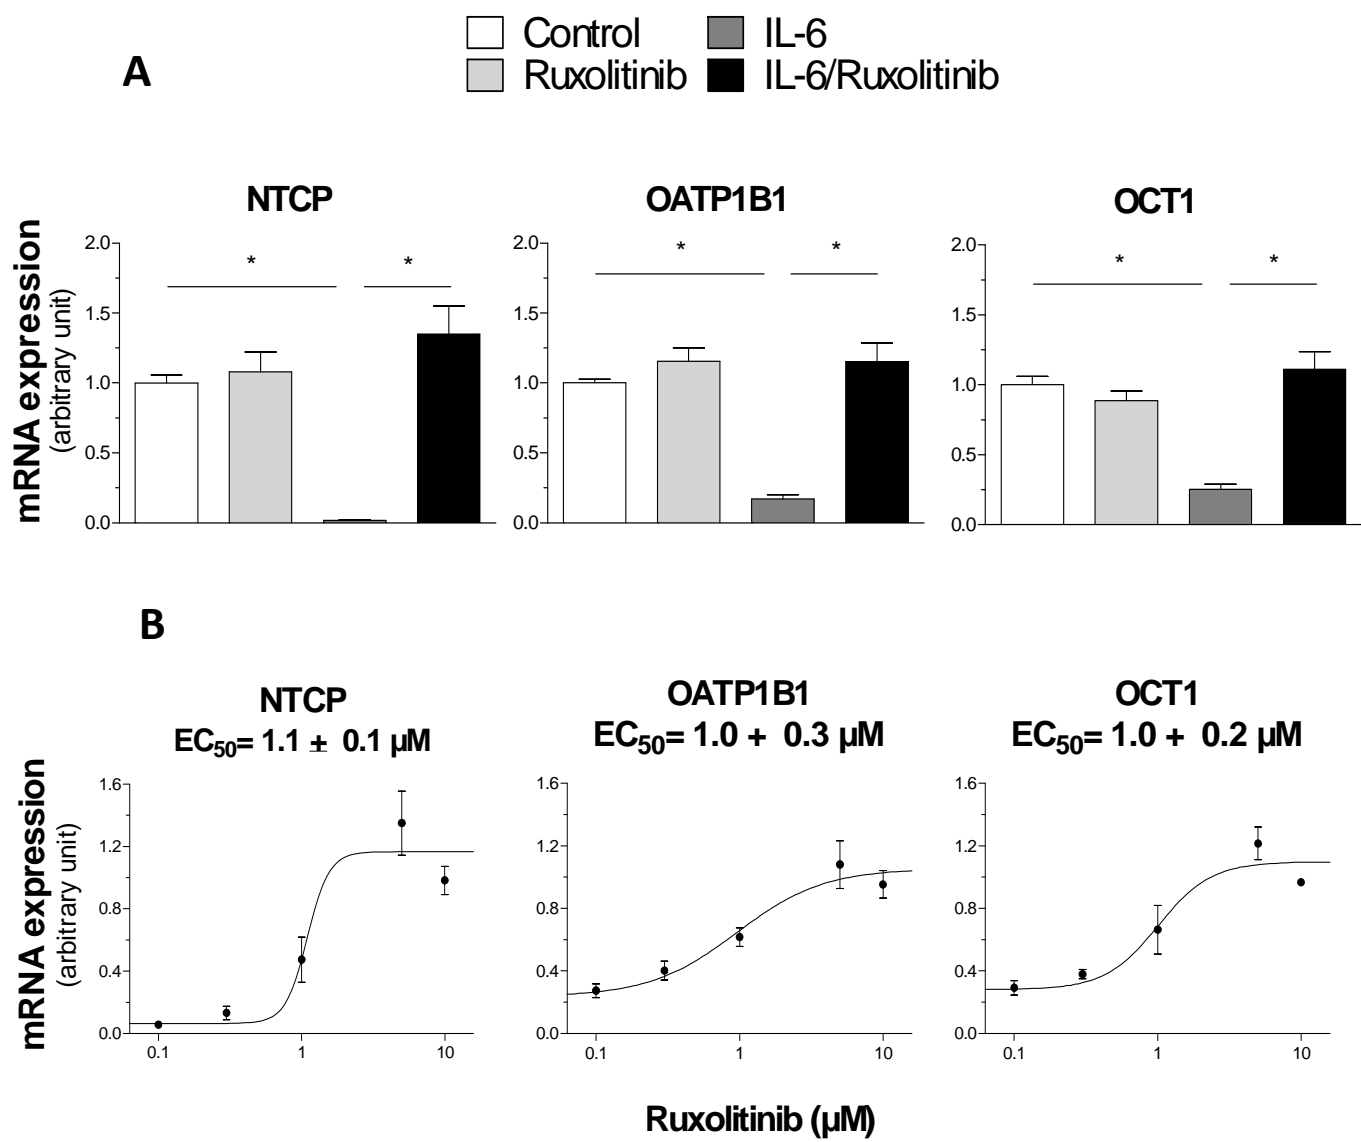 Control
IL-6
Ruxolitinib
IL-6/Ruxolitinib
A
NTCP
OATP1B1
OCT1
mRNA expression
(arbitrary unit)
2.0
1.5
1.0
0.5
0.0
* *
2.0
1.5
1.0
0.5
0.0
* *
2.0
1.5
1.0
0.5
0.0
* *
B
NTCP
EC50= 1.1 ± 0.1 µM
OATP1B1
EC50= 1.0 + 0.3 µM
OCT1
EC50= 1.0 + 0.2 µM
mRNA expression
(arbitrary unit)
1.6
1.2
0.8
0.4
0.0
0.1 1 10
1.6
1.2
0.8
0.4
0.0
0.1 1 10
1.6
1.2
0.8
0.4
0.0
0.1 1 10
Ruxolitinib (µM)